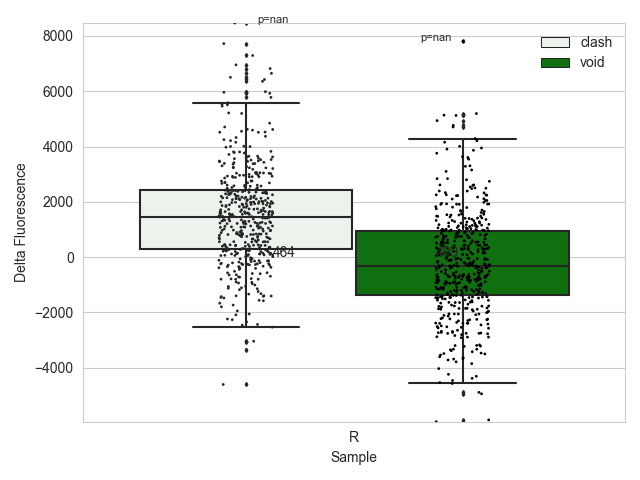 p=nan
p=nan
clash
void
8000
6000
4000
2000
0
−2000
−4000
Delta Fluorescence
464
R
Sample